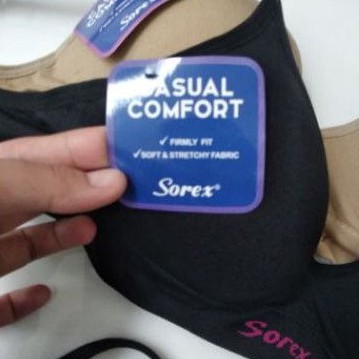 CASUAL
COMFORT
✓ FIRMLY FIT
✓ SOFT & STRETCHY FABRIC
Sorex®
Sorex